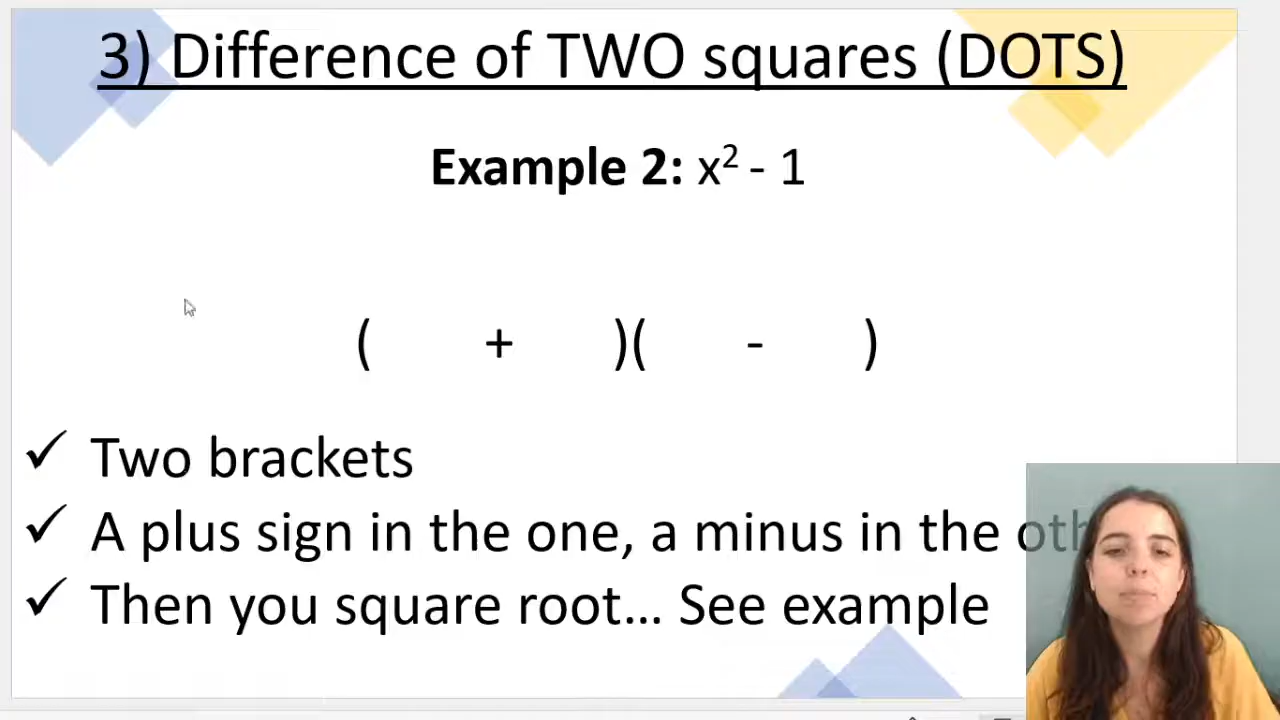 3) Difference of TWO squares (DOTS)
Example 2: x² - 1
( + )( - )
✓ Two brackets
✓ A plus sign in the one, a minus in the
✓ Then you square root... See example